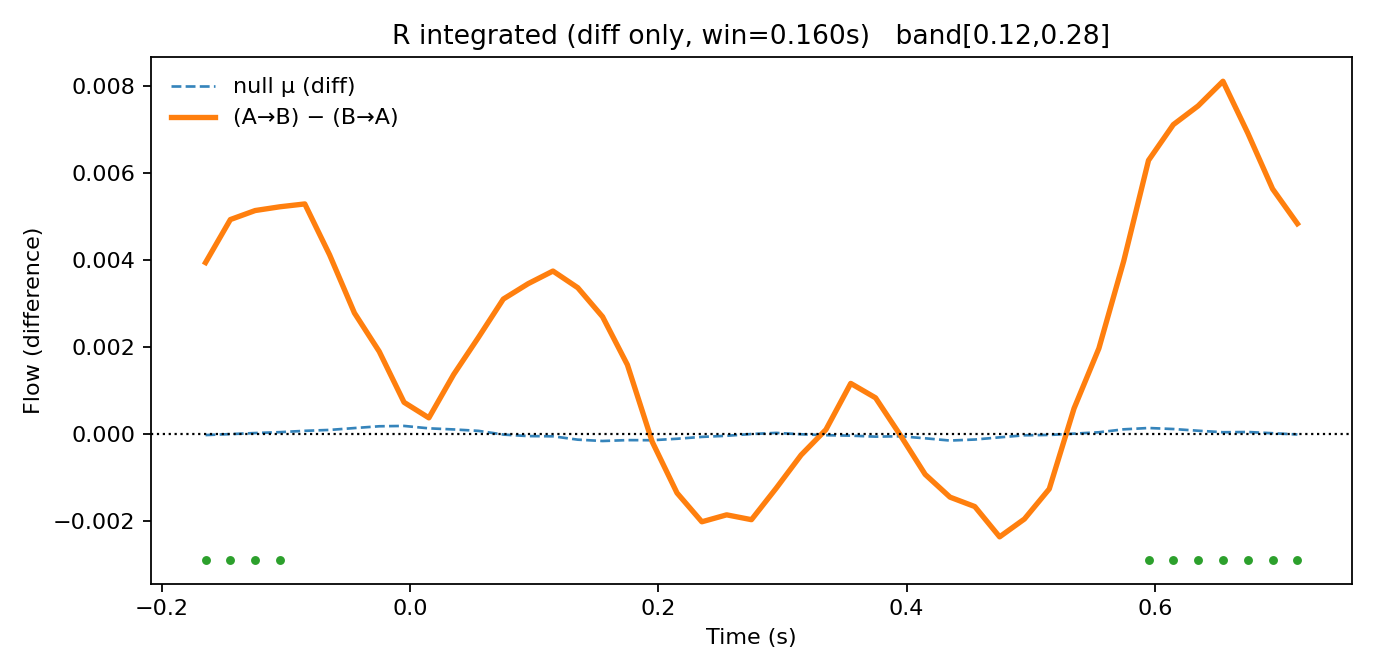 R integrated (diff only, win=0.160s)   band[0.12,0.28]
null μ (diff)
(A→B) − (B→A)
Flow (difference)
0.008
0.006
0.004
0.002
0.000
−0.002
−0.2
0.0
0.2
0.4
0.6
Time (s)